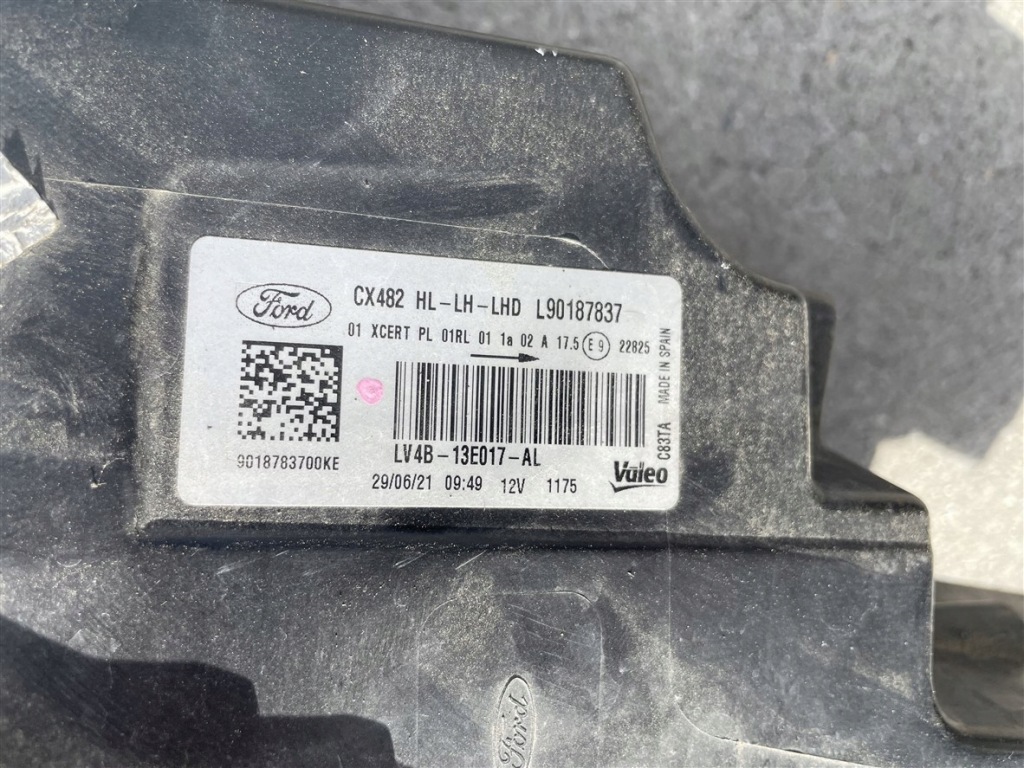 Ford
CX482 HL-LH-LHD L90187837
01 XCERT PL 01RL 01 1a 02 A 17.5 E9 22825
9018783700KE
LV4B-13E017-AL
29/06/21 09:49 12V 1175
Valeo
C83TA MADE IN SPAIN
Ford